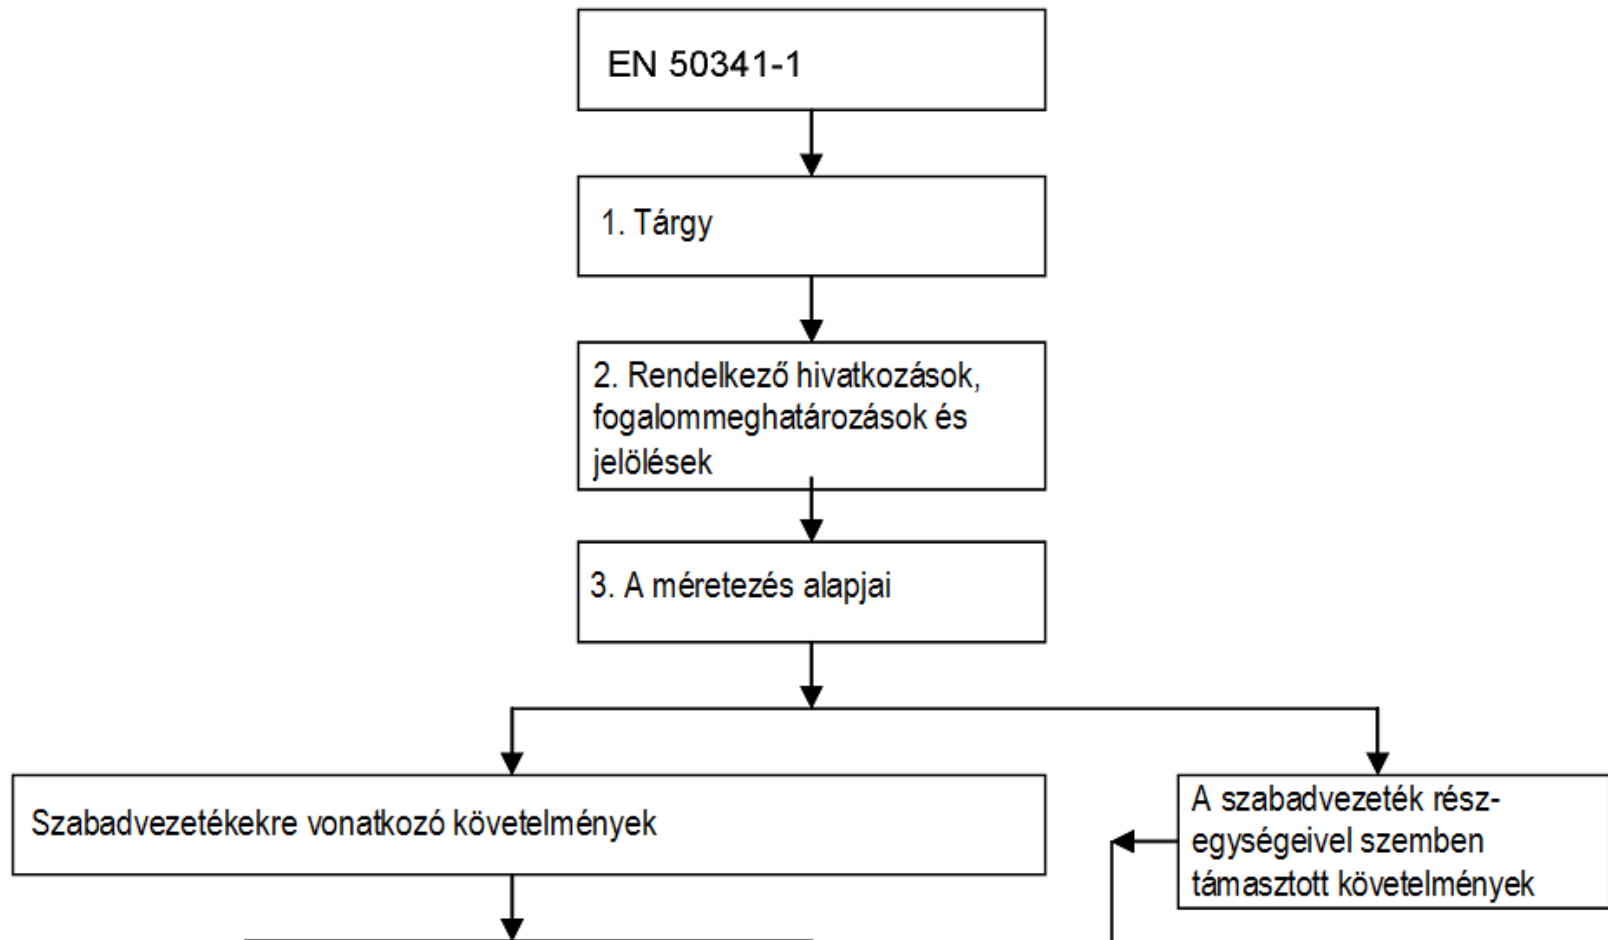 EN 50341-1
1. Tárgy
2. Rendelkező hivatkozások,
fogalommeghatározások és
jelölések
3. A méretezés alapjai
Szabadvezetékekre vonatkozó követelmények
A szabadvezeték rész-
egységeivel szemben
támasztott követelmények